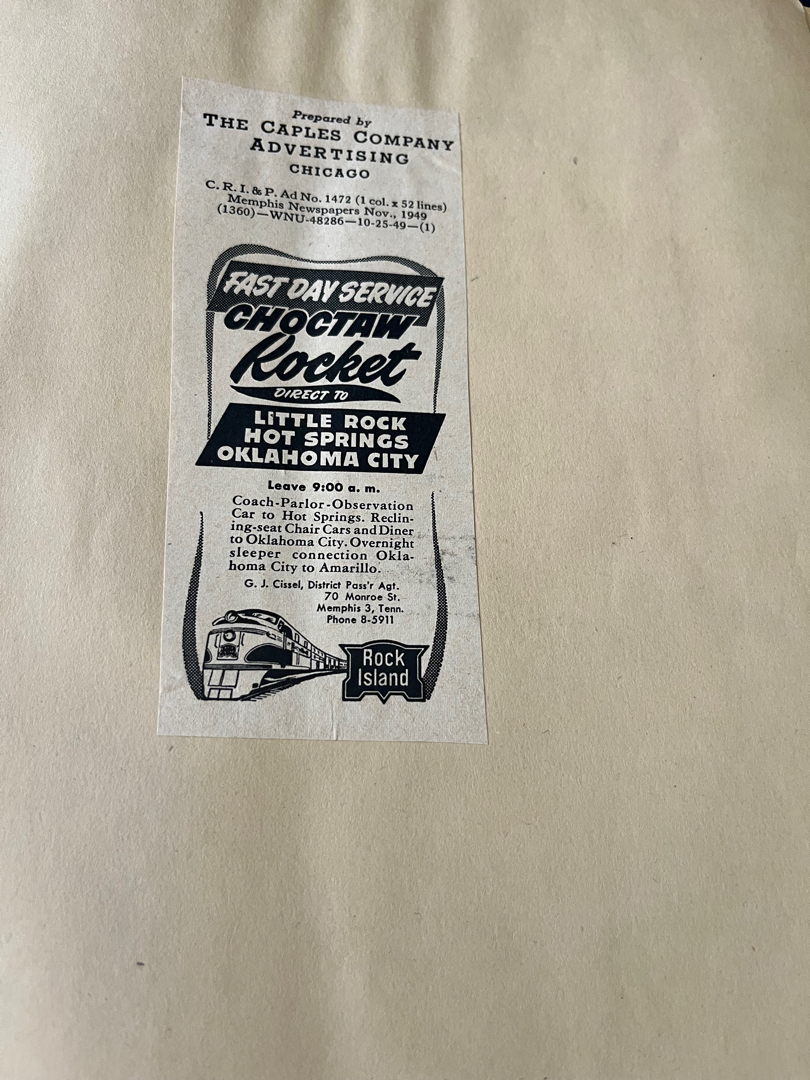 Prepared by
THE CAPLES COMPANY
ADVERTISING
CHICAGO
C. R. I. & P. Ad No. 1472 (1 col. x 52 lines)
Memphis Newspapers Nov., 1949
(1360)—WNU-48286—10-25-49—(1)
FAST DAY SERVICE
CHOCTAW
Rocket
DIRECT TO
LITTLE ROCK
HOT SPRINGS
OKLAHOMA CITY
Leave 9:00 a. m.
Coach-Parlor-Observation
Car to Hot Springs. Reclin-
ing-seat Chair Cars and Diner
to Oklahoma City. Overnight
sleeper connection Okla-
homa City to Amarillo.
G. J. Cissel, District Pass'r Agt.
70 Monroe St.
Memphis 3, Tenn.
Phone 8-5911
Rock
Island